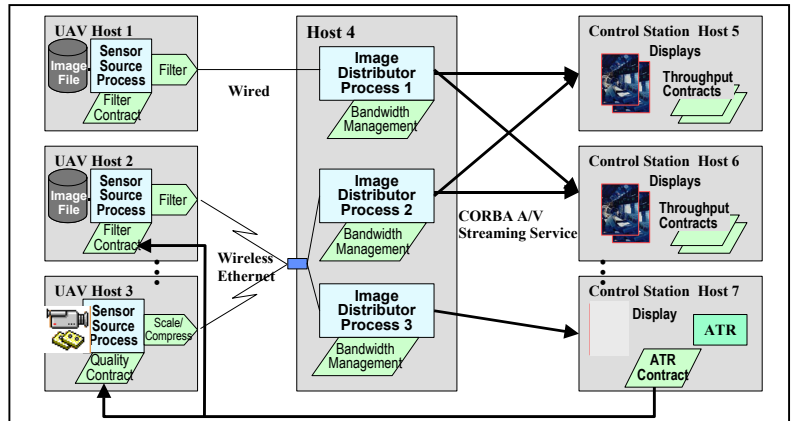 UAV Host 1
Image
File
Sensor
Source
Process
Filter
Filter
Contract
Wired
UAV Host 2
Image
File
Sensor
Source
Process
Filter
Filter
Contract
Wireless
Ethernet
UAV Host 3
Sensor
Source
Process
Scale/
Compress
Quality
Contract
Host 4
Image
Distributor
Process 1
Bandwidth
Management
Image
Distributor
Process 2
Bandwidth
Management
Image
Distributor
Process 3
Bandwidth
Management
CORBA A/V
Streaming Service
Control Station Host 5
Displays
Throughput
Contracts
Control Station Host 6
Displays
Throughput
Contracts
Control Station Host 7
Display
ATR
ATR
Contract